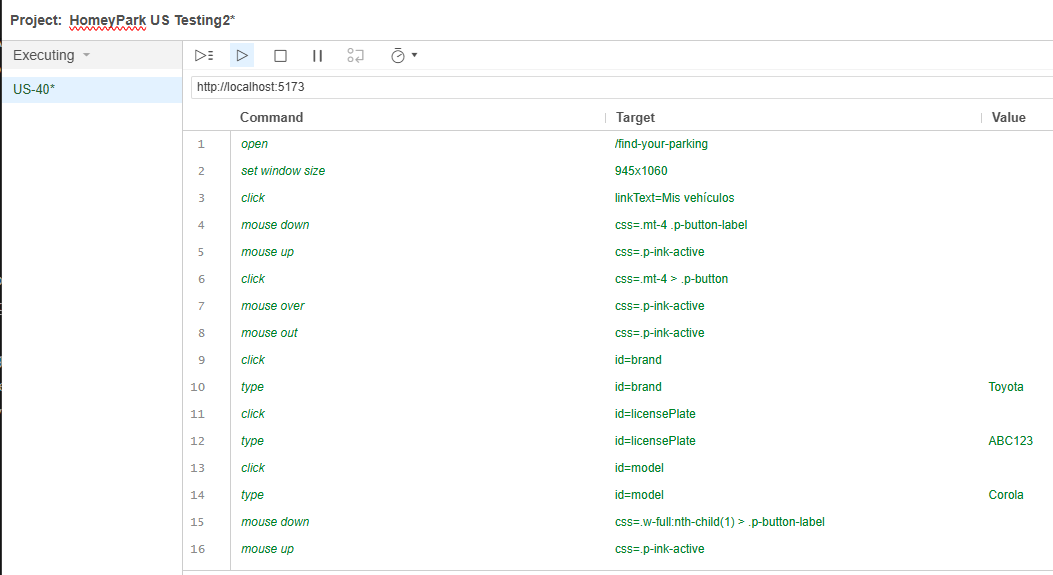 Project: HomeyPark US Testing2*
Executing
US-40*
http://localhost:5173
Command Target Value
1 open /find-your-parking
2 set window size 945x1060
3 click linkText=Mis vehículos
4 mouse down css=.mt-4 .p-button-label
5 mouse up css=.p-ink-active
6 click css=.mt-4 > .p-button
7 mouse over css=.p-ink-active
8 mouse out css=.p-ink-active
9 click id=brand
10 type id=brand Toyota
11 click id=licensePlate
12 type id=licensePlate ABC123
13 click id=model
14 type id=model Corola
15 mouse down css=.w-full:nth-child(1) > .p-button-label
16 mouse up css=.p-ink-active